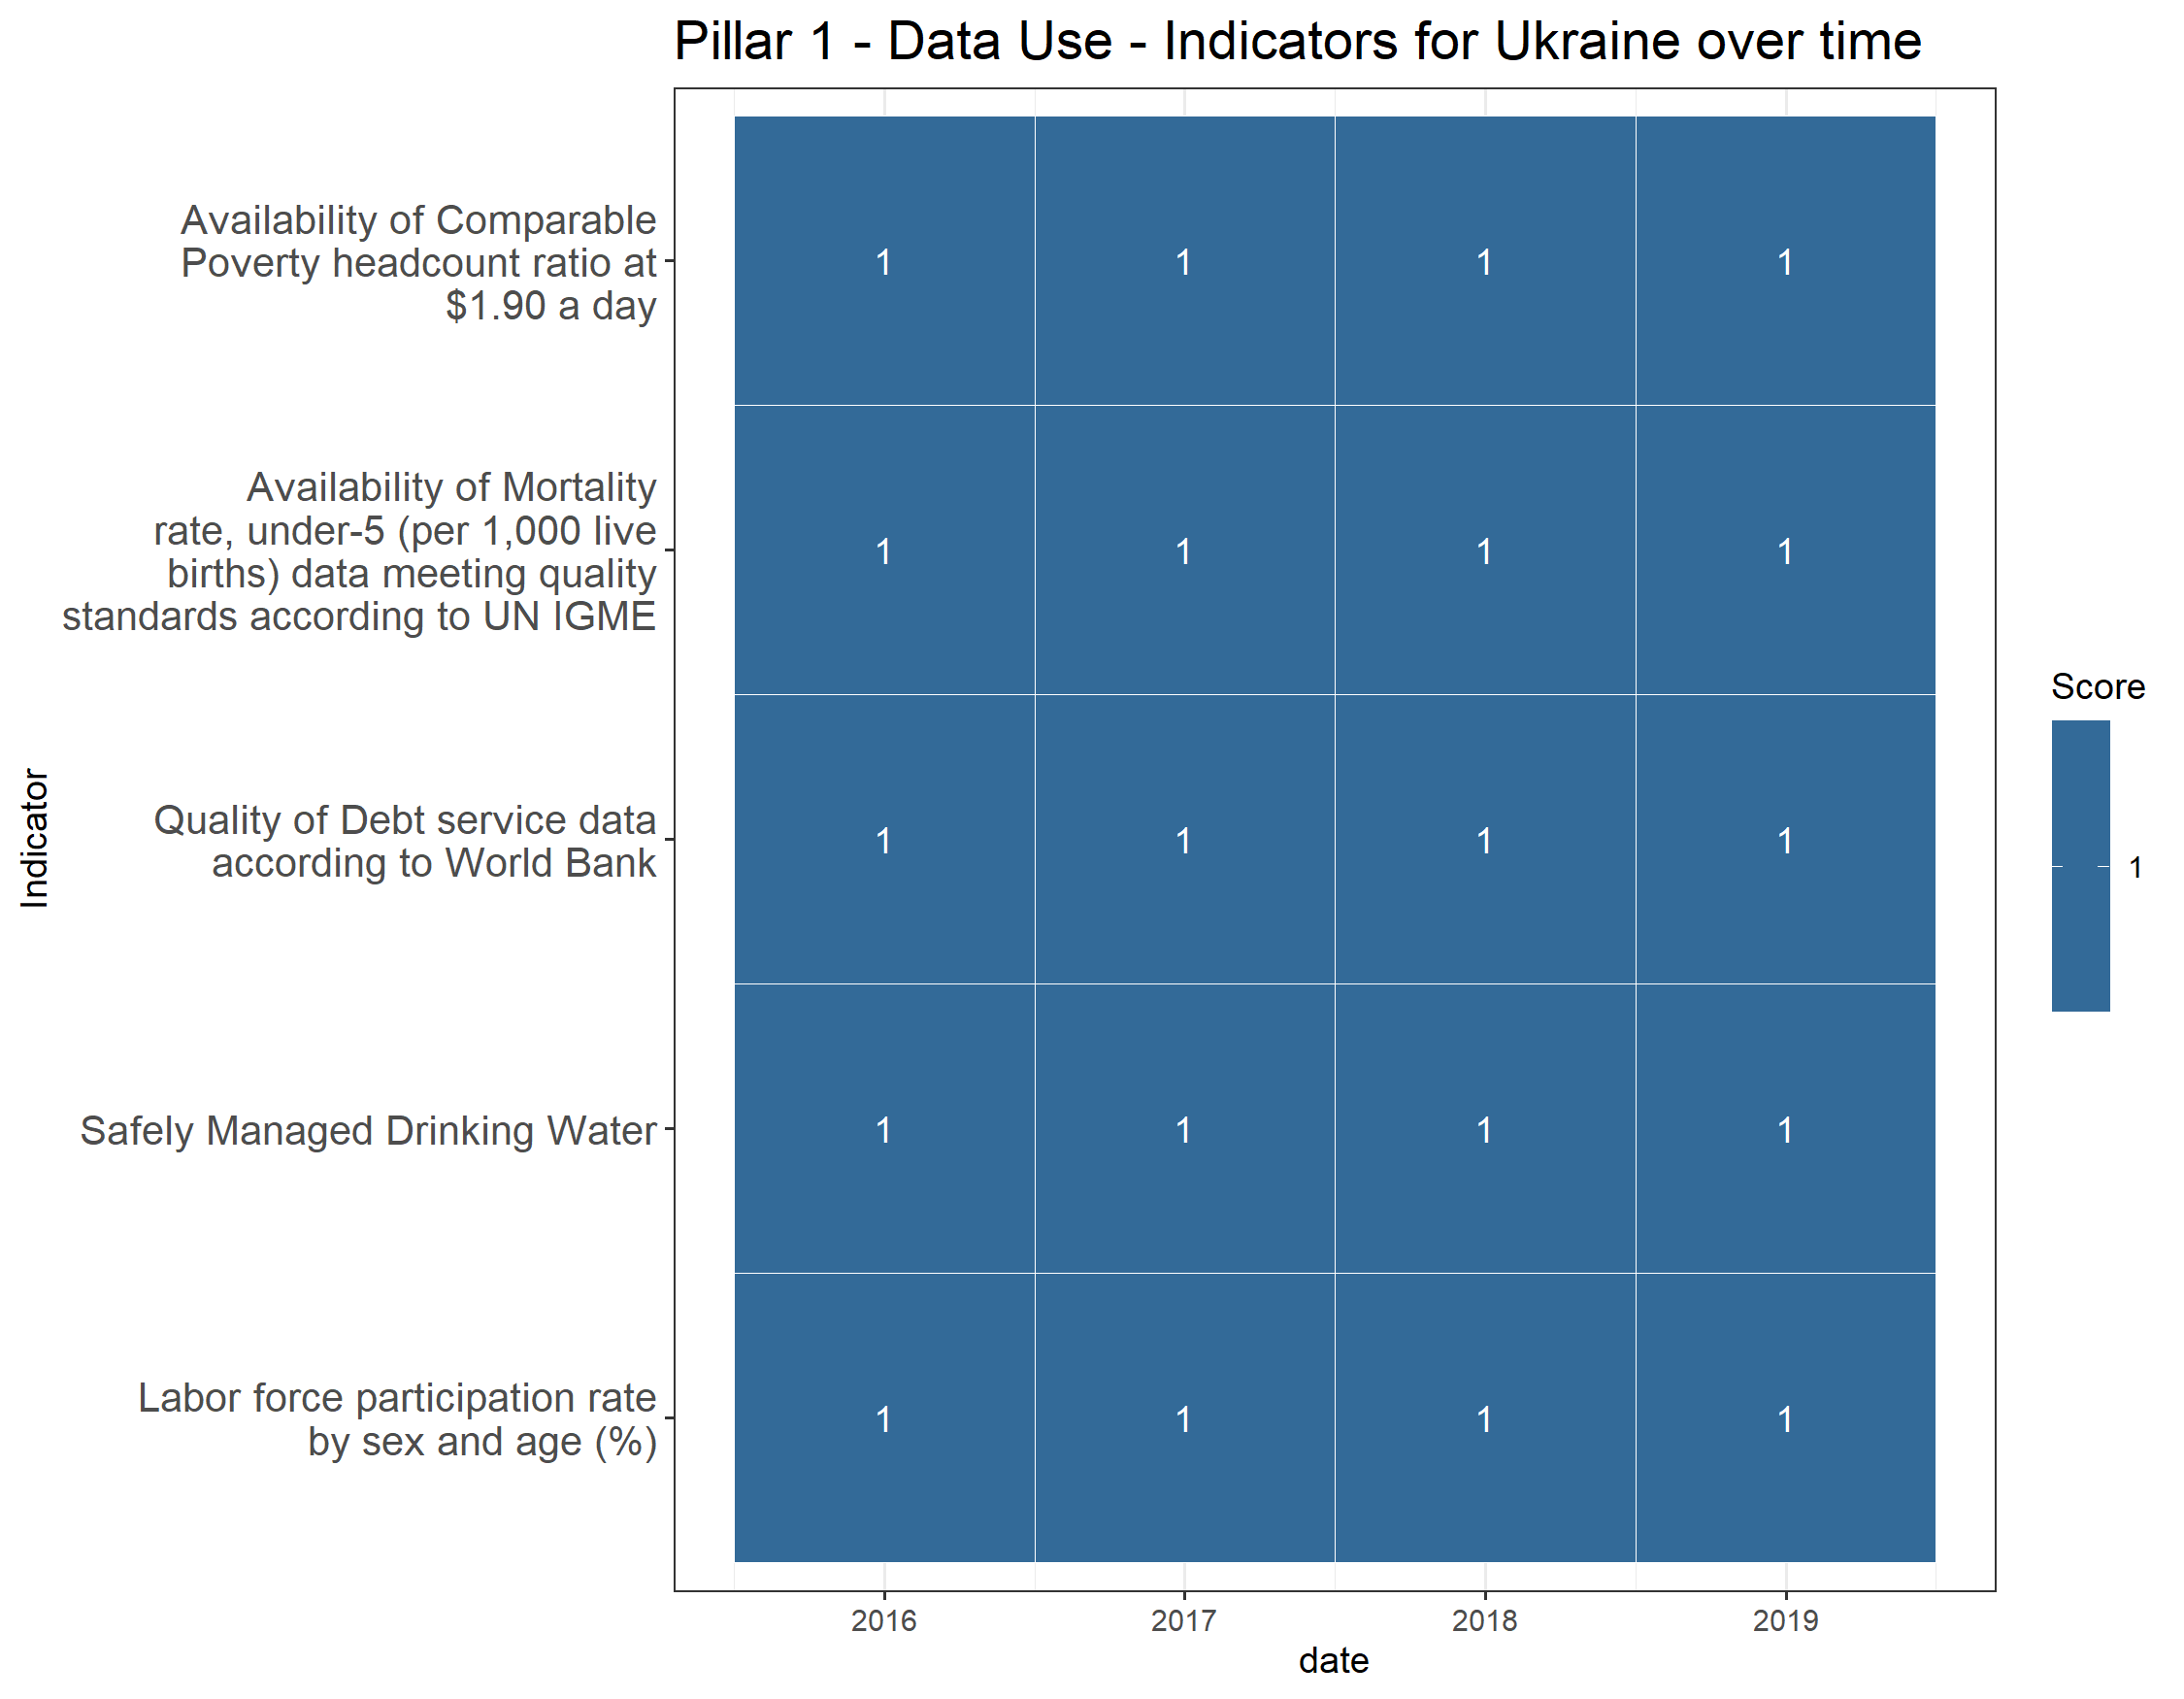 Pillar 1 - Data Use - Indicators for Ukraine over time
Indicator
Availability of Comparable
Poverty headcount ratio at
$1.90 a day
1 1 1 1
Availability of Mortality
rate, under-5 (per 1,000 live
births) data meeting quality
standards according to UN IGME
1 1 1 1
Quality of Debt service data
according to World Bank
1 1 1 1
Safely Managed Drinking Water
1 1 1 1
Labor force participation rate
by sex and age (%)
1 1 1 1
2016 2017 2018 2019
date
Score
1